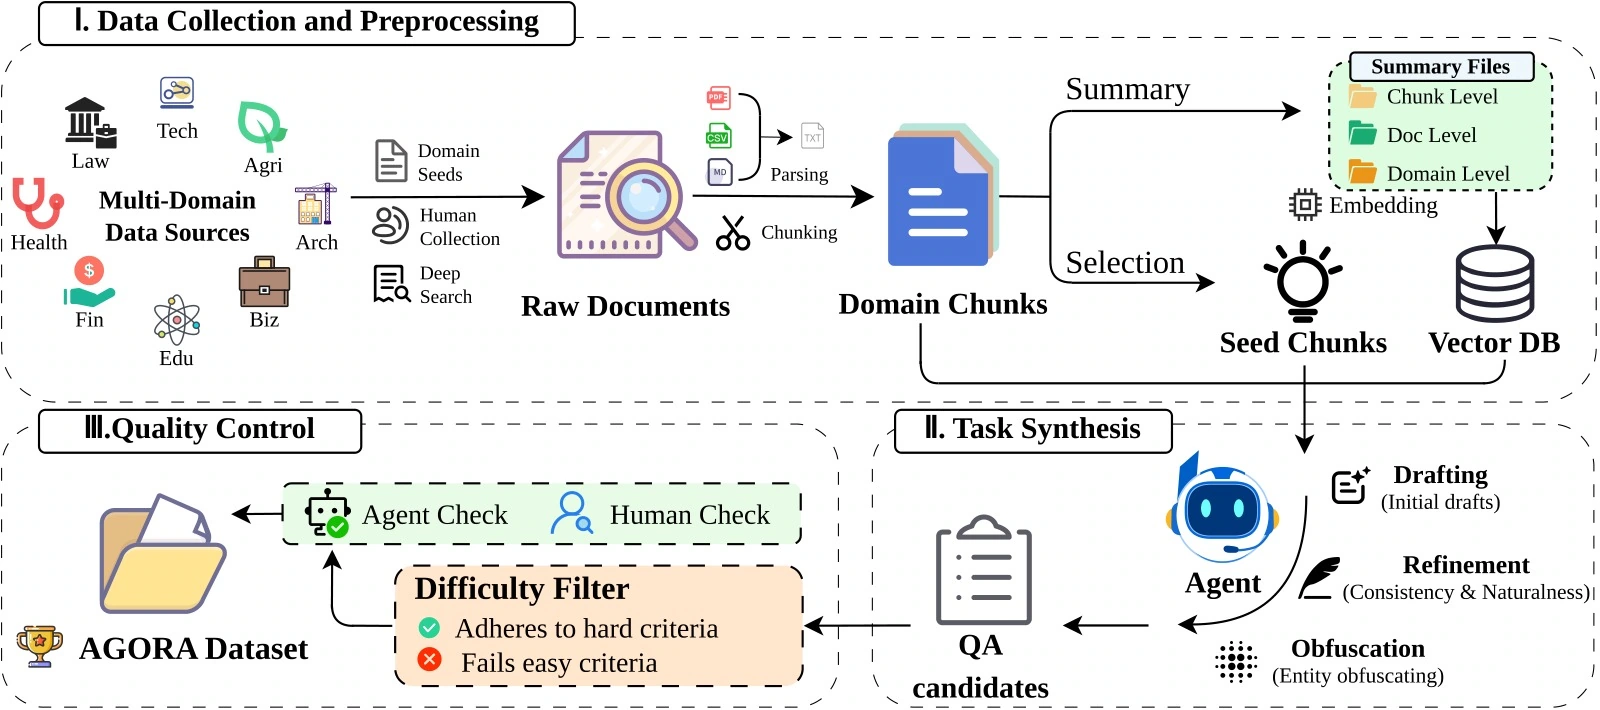 Ⅰ. Data Collection and Preprocessing
Law
Tech
Agri
Health
Multi-Domain
Data Sources
Arch
Fin
Edu
Biz
Domain
Seeds
Human
Collection
Deep
Search
Raw Documents
PDF
CSV
MD
TXT
Parsing
Chunking
Domain Chunks
Summary
Selection
Summary Files
Chunk Level
Doc Level
Domain Level
Embedding
Seed Chunks
Vector DB
Ⅱ. Task Synthesis
Agent
Drafting
(Initial drafts)
Refinement
(Consistency & Naturalness)
Obfuscation
(Entity obfuscating)
QA
candidates
Ⅲ.Quality Control
Agent Check
Human Check
Difficulty Filter
Adheres to hard criteria
Fails easy criteria
AGORA Dataset